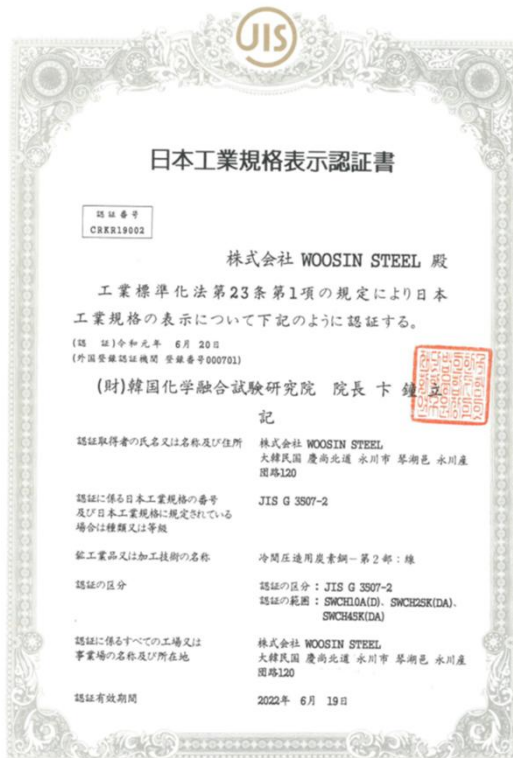 JIS
日本工業規格表示認証書
認証番号
CRKR19002
株式会社 WOOSIN STEEL 殿
工業標準化法第23条第1項の規定により日本
工業規格の表示について下記のように認証する。
(認 証)令和元年 6月 20日
(外国登録認証機関 登録番号000701)
(財)韓国化学融合試験研究院 院長 卞 鐘 立
記
認証取得者の氏名又は名称及び住所 株式会社 WOOSIN STEEL
大韓民国 慶尚北道 永川市 琴湖邑 永川産
団路120
認証に係る日本工業規格の番号 JIS G 3507-2
及び日本工業規格に規定されている
場合は種類又は等級
鉱工業品又は加工技術の名称 冷間圧造用炭素鋼－第2部：線
認証の区分 認証の区分：JIS G 3507-2
認証の範囲：SWCH10A(D)、SWCH25K(DA)、
SWCH45K(DA)
認証に係るすべての工場又は 株式会社 WOOSIN STEEL
事業場の名称及び所在地 大韓民国 慶尚北道 永川市 琴湖邑 永川産
団路120
認証有效期間 2022年 6月 19日